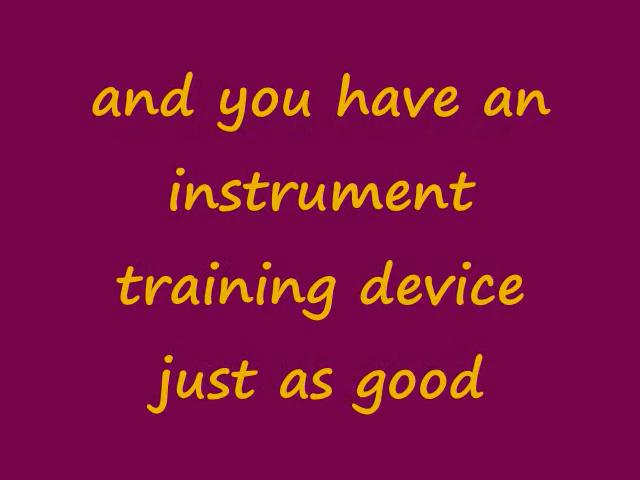 and you have an
instrument
training device
just as good